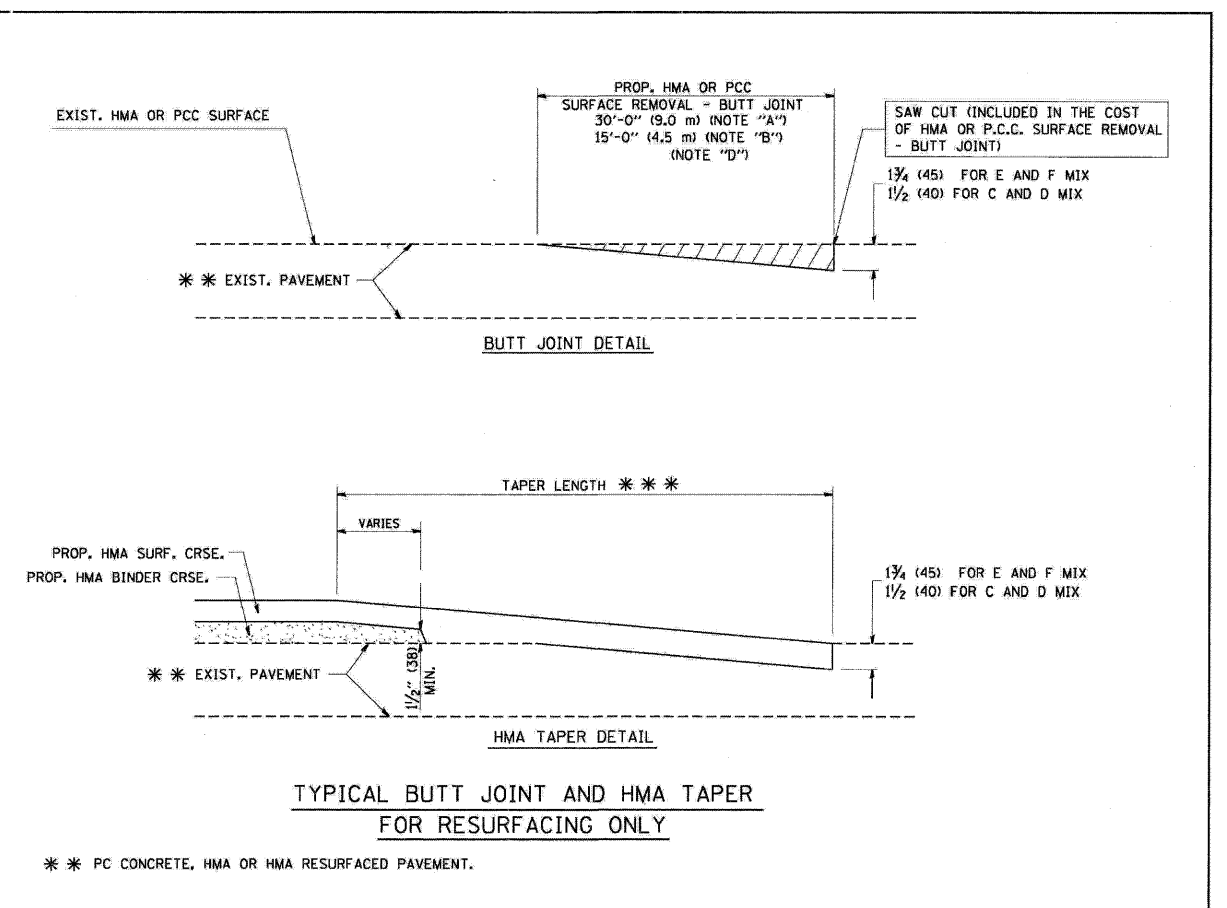 PROP. HMA OR PCC
SURFACE REMOVAL - BUTT JOINT
30'-0" (9.0 m) (NOTE "A")
15'-0" (4.5 m) (NOTE "B")
(NOTE "D")
EXIST. HMA OR PCC SURFACE
SAW CUT (INCLUDED IN THE COST
OF HMA OR P.C.C. SURFACE REMOVAL
- BUTT JOINT)
1¾ (45) FOR E AND F MIX
1½ (40) FOR C AND D MIX
** EXIST. PAVEMENT
BUTT JOINT DETAIL
TAPER LENGTH ***
VARIES
PROP. HMA SURF. CRSE.
PROP. HMA BINDER CRSE.
1¾ (45) FOR E AND F MIX
1½ (40) FOR C AND D MIX
** EXIST. PAVEMENT
1½" (38)
MIN.
HMA TAPER DETAIL
TYPICAL BUTT JOINT AND HMA TAPER
FOR RESURFACING ONLY
** PC CONCRETE, HMA OR HMA RESURFACED PAVEMENT.